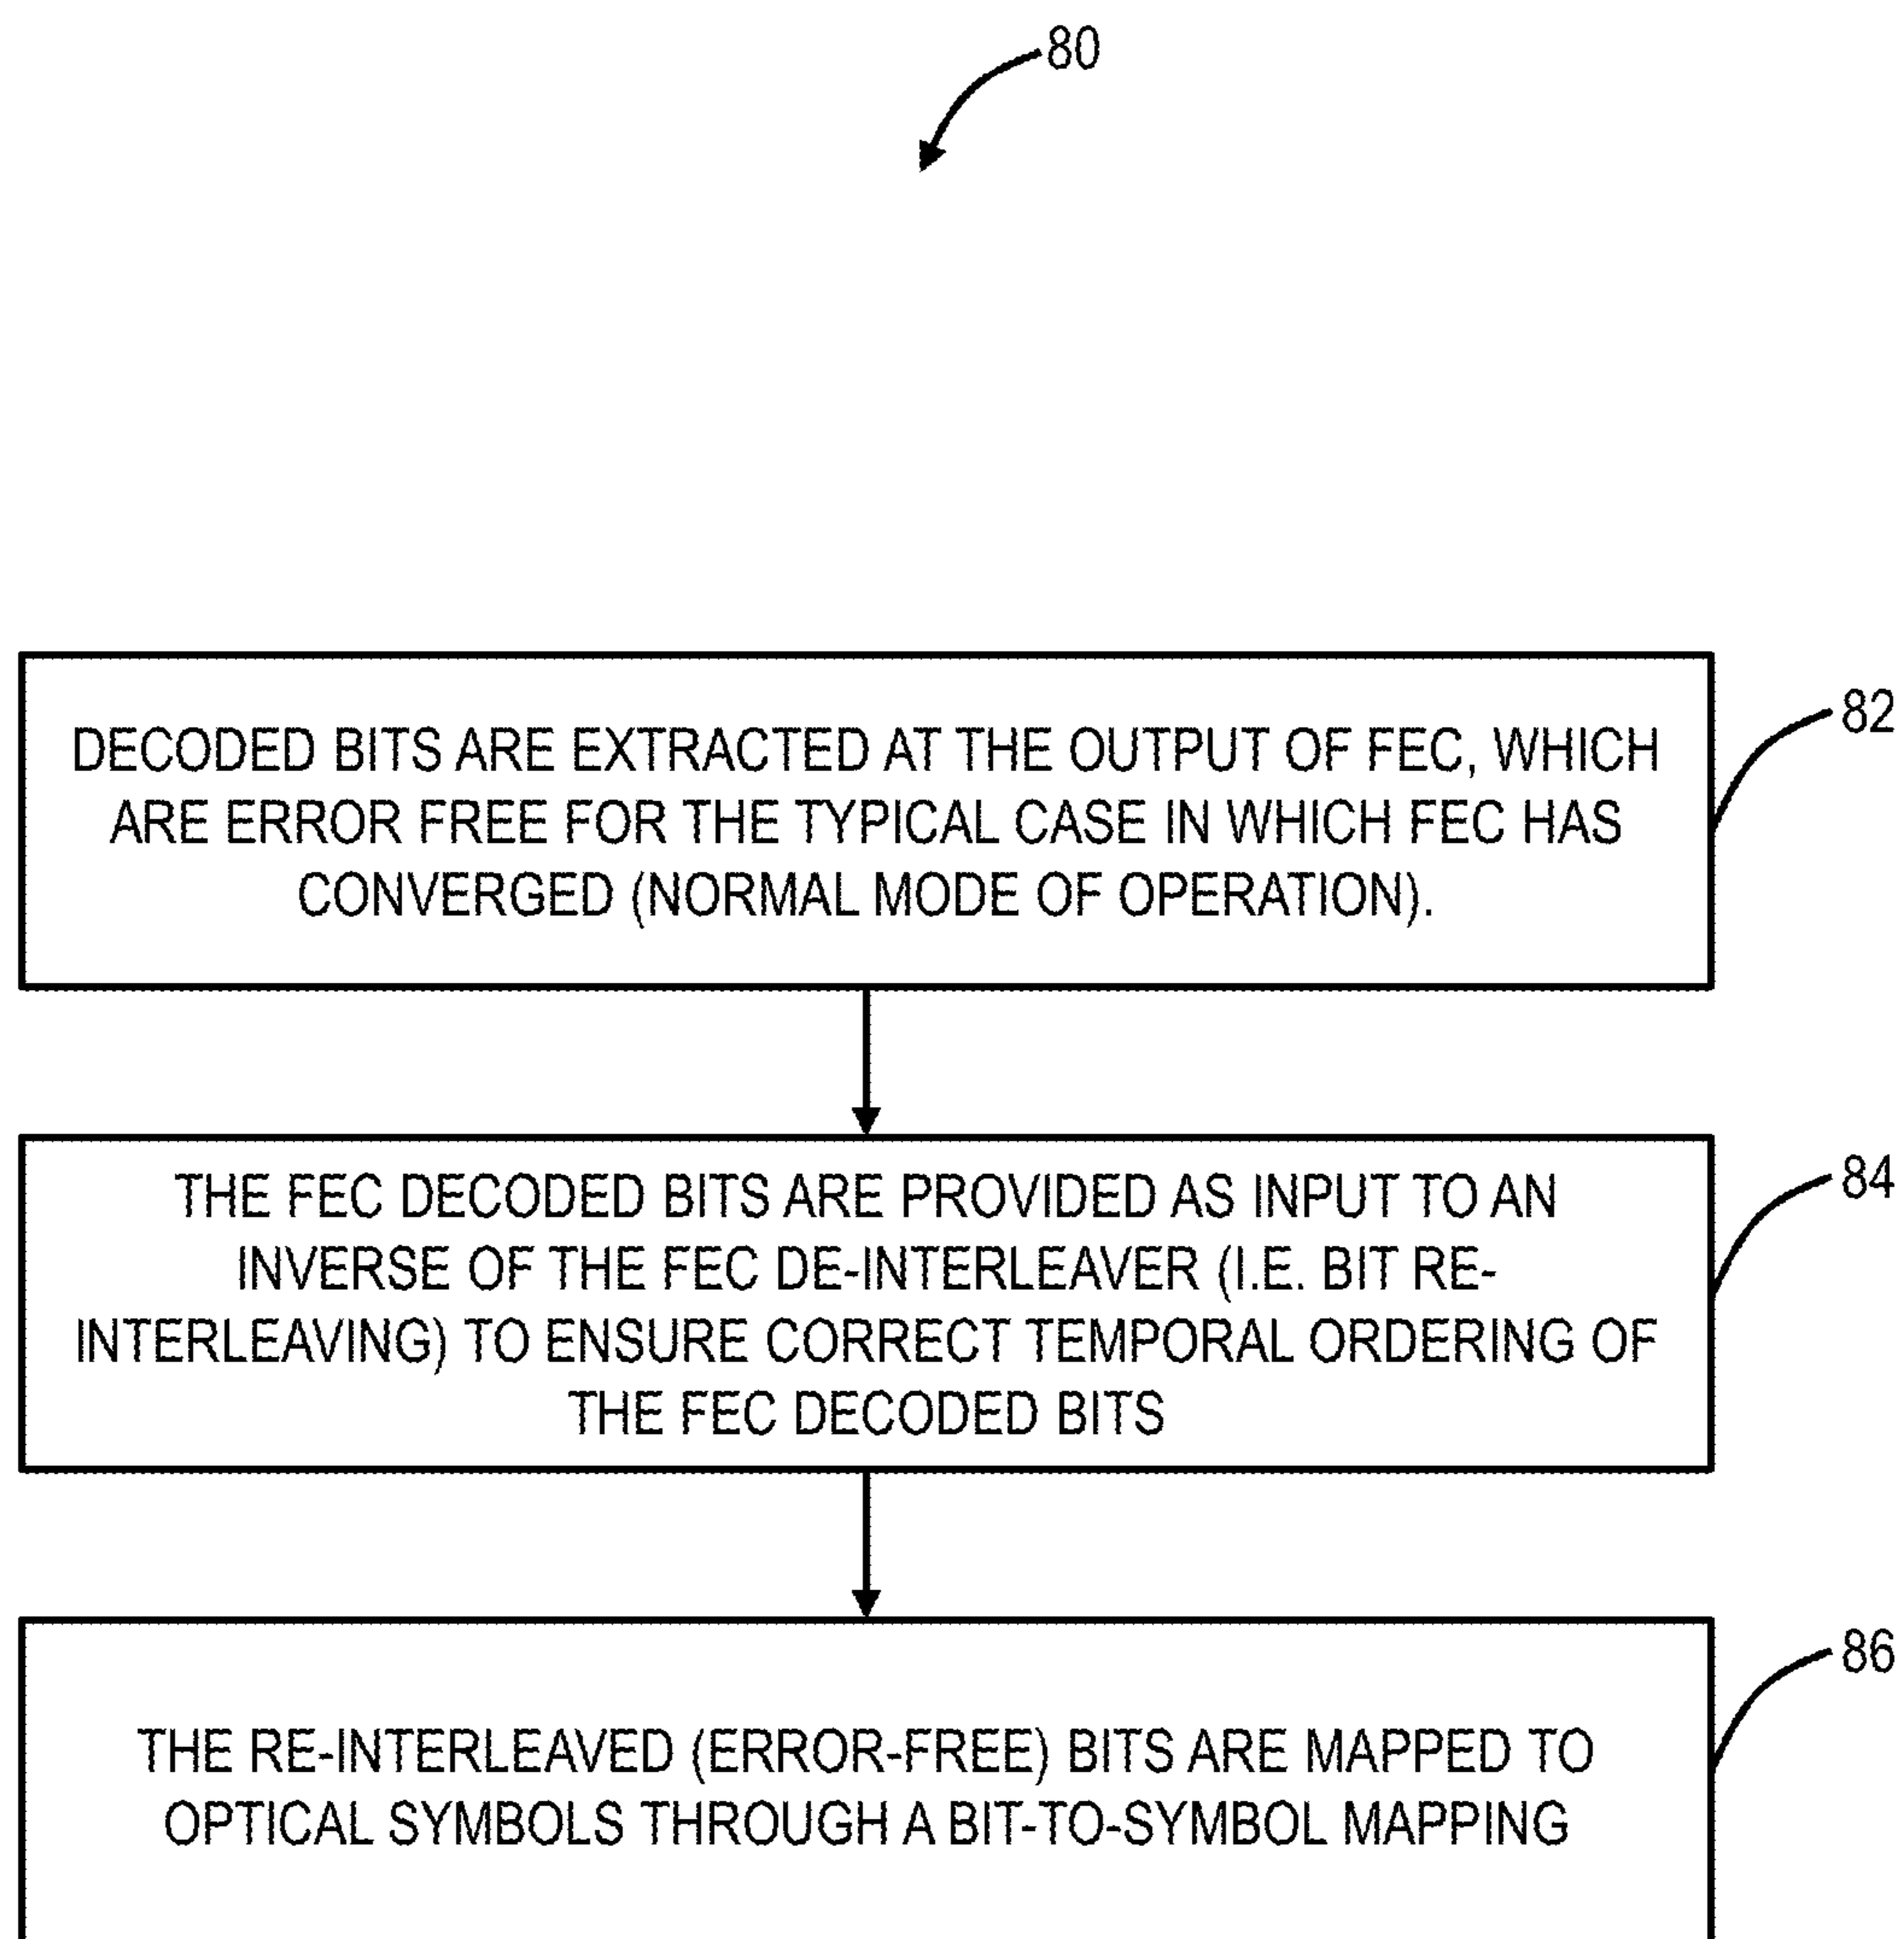 80
DECODED BITS ARE EXTRACTED AT THE OUTPUT OF FEC, WHICH
ARE ERROR FREE FOR THE TYPICAL CASE IN WHICH FEC HAS
CONVERGED (NORMAL MODE OF OPERATION).
82
THE FEC DECODED BITS ARE PROVIDED AS INPUT TO AN
INVERSE OF THE FEC DE-INTERLEAVER (I.E. BIT RE-
INTERLEAVING) TO ENSURE CORRECT TEMPORAL ORDERING OF
THE FEC DECODED BITS
84
THE RE-INTERLEAVED (ERROR-FREE) BITS ARE MAPPED TO
OPTICAL SYMBOLS THROUGH A BIT-TO-SYMBOL MAPPING
86